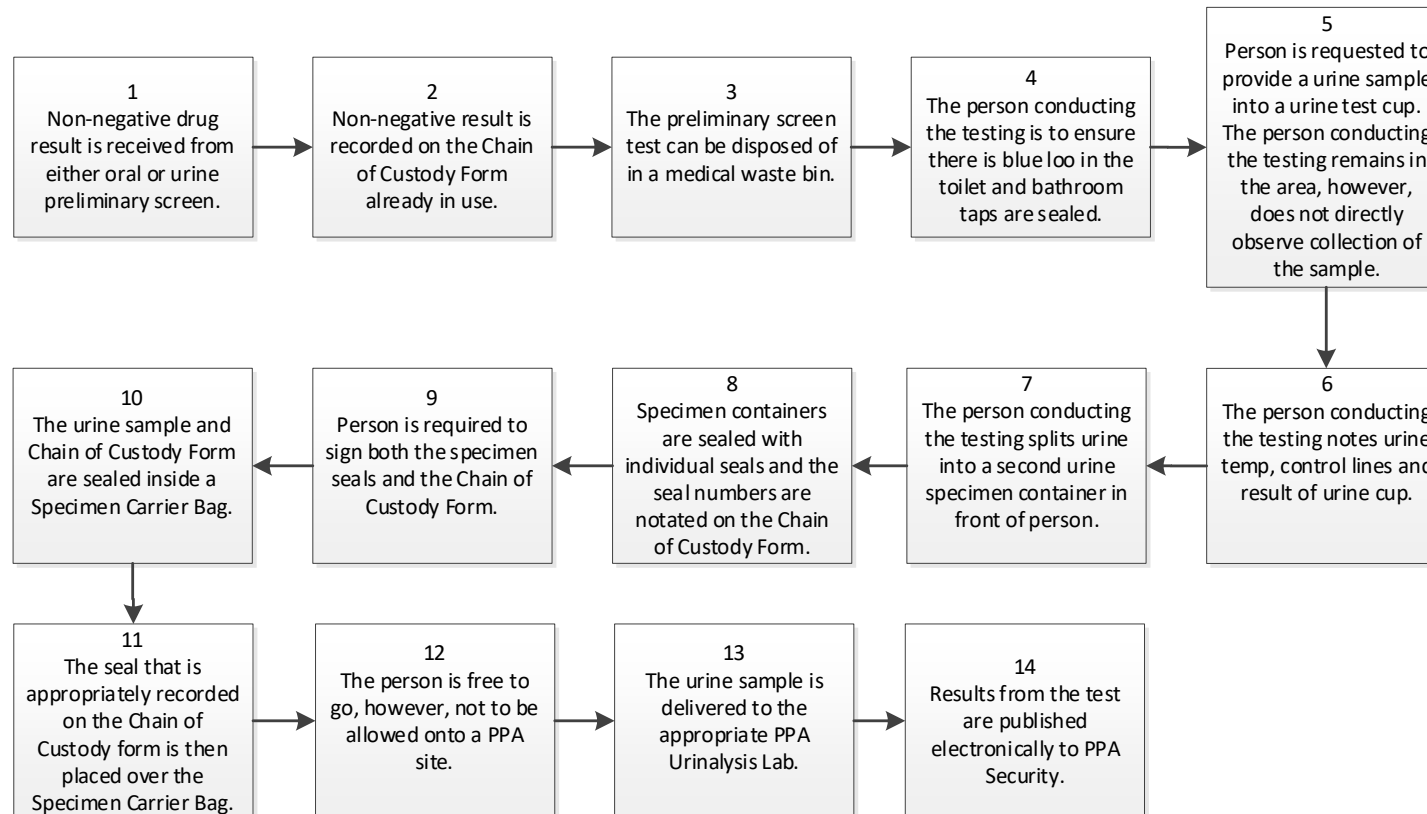 1
Non-negative drug
result is received from
either oral or urine
preliminary screen.
2
Non-negative result is
recorded on the Chain
of Custody Form
already in use.
3
The preliminary screen
test can be disposed of
in a medical waste bin.
4
The person conducting
the testing is to ensure
there is blue loo in the
toilet and bathroom
taps are sealed.
5
Person is requested to
provide a urine sample
into a urine test cup.
The person conducting
the testing remains in
the area, however,
does not directly
observe collection of
the sample.
6
The person conducting
the testing notes urine
temp, control lines and
result of urine cup.
7
The person conducting
the testing splits urine
into a second urine
specimen container in
front of person.
8
Specimen containers
are sealed with
individual seals and the
seal numbers are
notated on the Chain
of Custody Form.
9
Person is required to
sign both the specimen
seals and the Chain of
Custody Form.
10
The urine sample and
Chain of Custody Form
are sealed inside a
Specimen Carrier Bag.
11
The seal that is
appropriately recorded
on the Chain of
Custody form is then
placed over the
Specimen Carrier Bag.
12
The person is free to
go, however, not to be
allowed onto a PPA
site.
13
The urine sample is
delivered to the
appropriate PPA
Urinalysis Lab.
14
Results from the test
are published
electronically to PPA
Security.